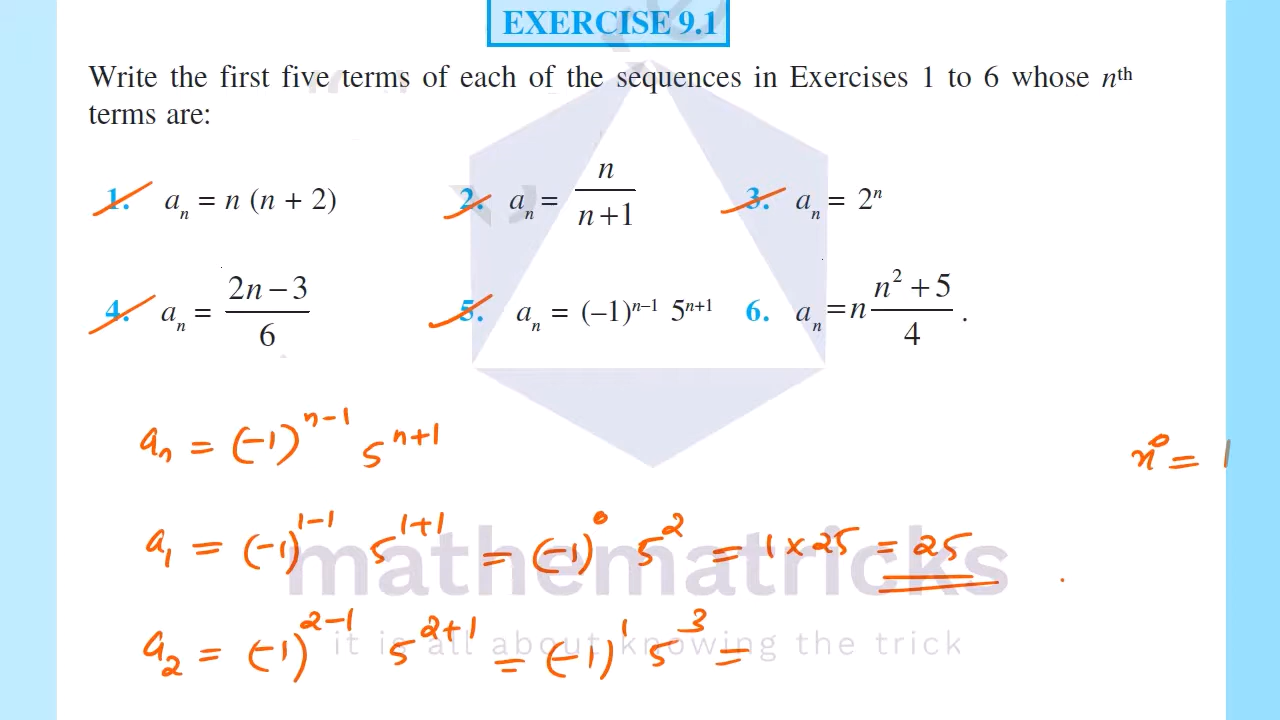 EXERCISE 9.1
Write the first five terms of each of the sequences in Exercises 1 to 6 whose nᵗʰ
terms are:
1. aₙ = n (n + 2) 2. aₙ = n/(n+1) 3. aₙ = 2ⁿ
4. aₙ = (2n−3)/6 5. aₙ = (–1)ⁿ⁻¹ 5ⁿ⁺¹ 6. aₙ = n (n²+5)/4 .
aₙ = (-1)ⁿ⁻¹ 5ⁿ⁺¹
x⁰ = 1
a₁ = (-1)¹⁻¹ 5¹⁺¹ = (-1)⁰ 5² = 1 × 25 = 25
mathematricks
a₂ = (-1)²⁻¹ 5²⁺¹ = (-1)¹ 5³ =
it is all about knowing the trick